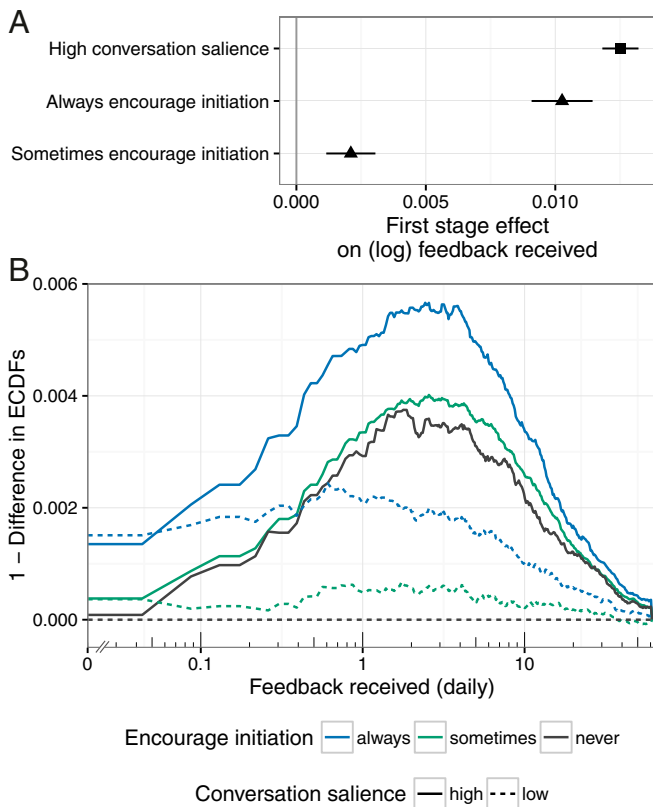 A
High conversation salience
Always encourage initiation
Sometimes encourage initiation
0.000 0.005 0.010
First stage effect
on (log) feedback received
B
1 − Difference in ECDFs
0.006
0.004
0.002
0.000
0 0.1 1 10
Feedback received (daily)
Encourage initiation always sometimes never
Conversation salience high low